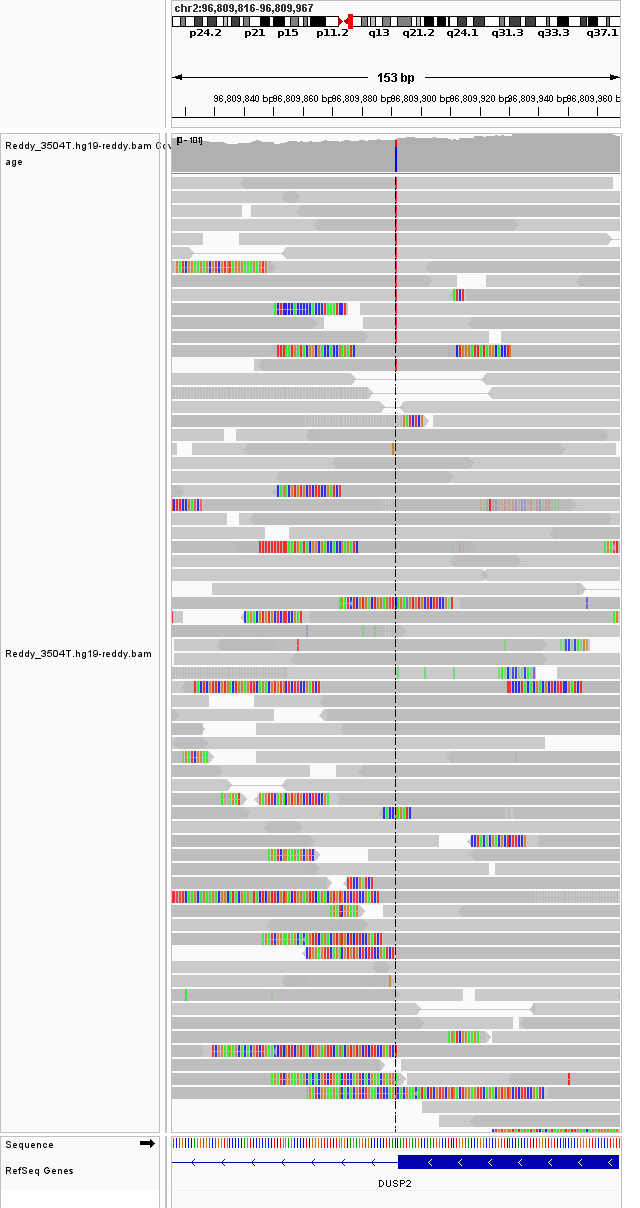 chr2:96,809,816-96,809,967
p24.2 p21 p15 p11.2 q13 q21.2 q24.1 q31.3 q33.3 q37.1
153 bp
96,809,840 bp 96,809,860 bp 96,809,880 bp 96,809,900 bp 96,809,920 bp 96,809,940 bp 96,809,960 b
[0 - 101]
Reddy_3504T.hg19-reddy.bam Cov
age
Reddy_3504T.hg19-reddy.bam
Sequence
RefSeq Genes
DUSP2